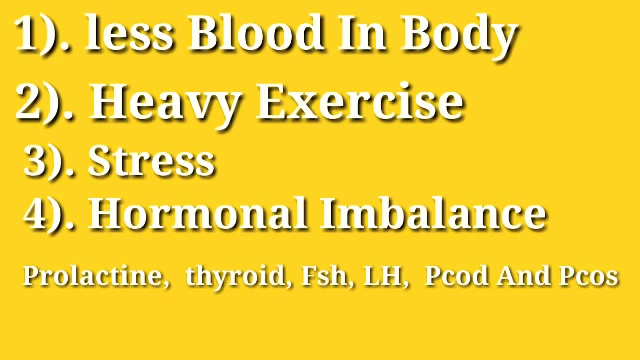 1). less Blood In Body
2). Heavy Exercise
3). Stress
4). Hormonal Imbalance
Prolactine, thyroid, Fsh, LH, Pcod And Pcos